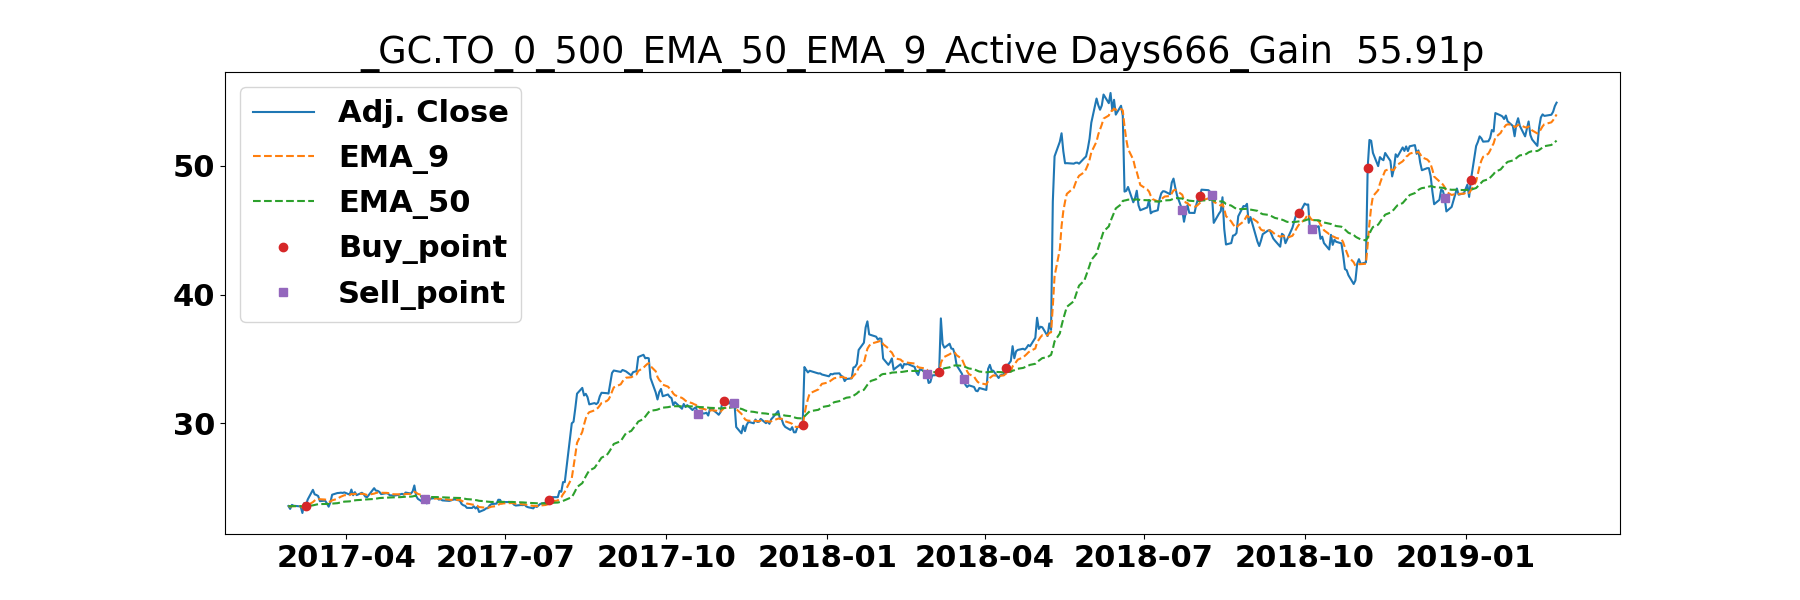 _GC.TO_0_500_EMA_50_EMA_9_Active Days666_Gain  55.91p
Adj. Close
EMA_9
EMA_50
Buy_point
Sell_point
50
40
30
2017-04 2017-07 2017-10 2018-01 2018-04 2018-07 2018-10 2019-01